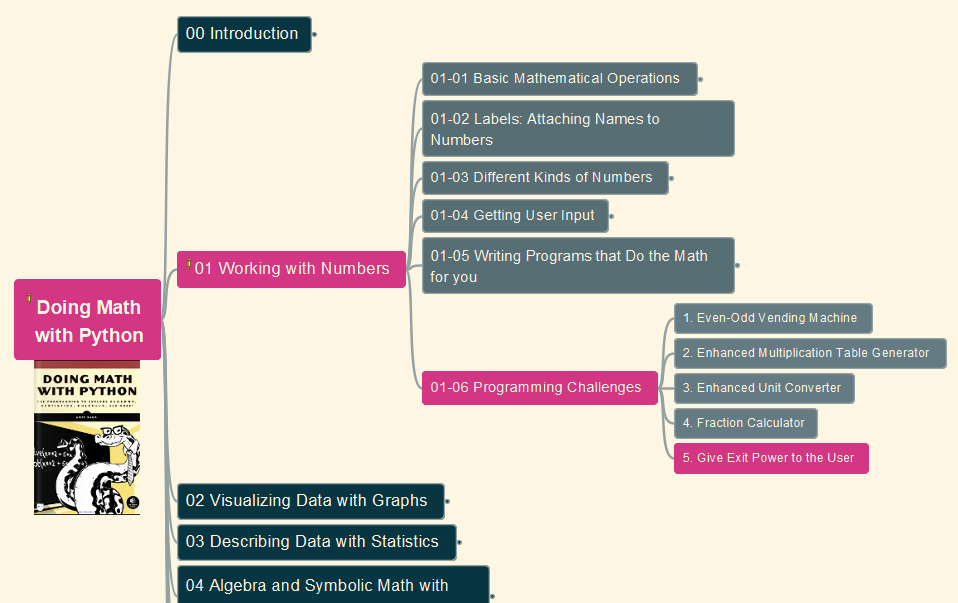 00 Introduction
01-01 Basic Mathematical Operations
01-02 Labels: Attaching Names to
Numbers
01-03 Different Kinds of Numbers
01-04 Getting User Input
01-05 Writing Programs that Do the Math
for you
01 Working with Numbers
Doing Math
with Python
1. Even-Odd Vending Machine
2. Enhanced Multiplication Table Generator
3. Enhanced Unit Converter
4. Fraction Calculator
5. Give Exit Power to the User
01-06 Programming Challenges
DOING MATH
WITH PYTHON
02 Visualizing Data with Graphs
03 Describing Data with Statistics
04 Algebra and Symbolic Math with